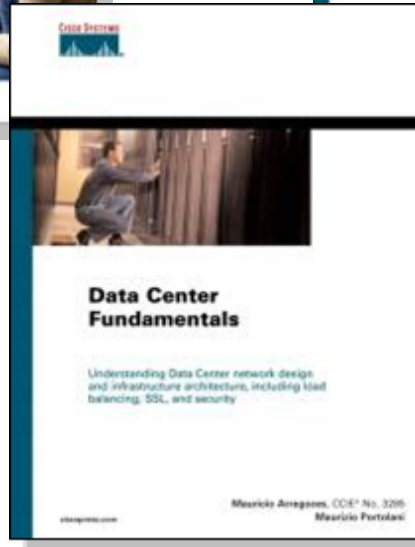 CISCO SYSTEMS
Data Center
Fundamentals
Understanding Data Center network design
and infrastructure architecture, including load
balancing, SSL, and security
ciscopress.com
Mauricio Arregoces, CCIE® No. 3285
Maurizio Portolani